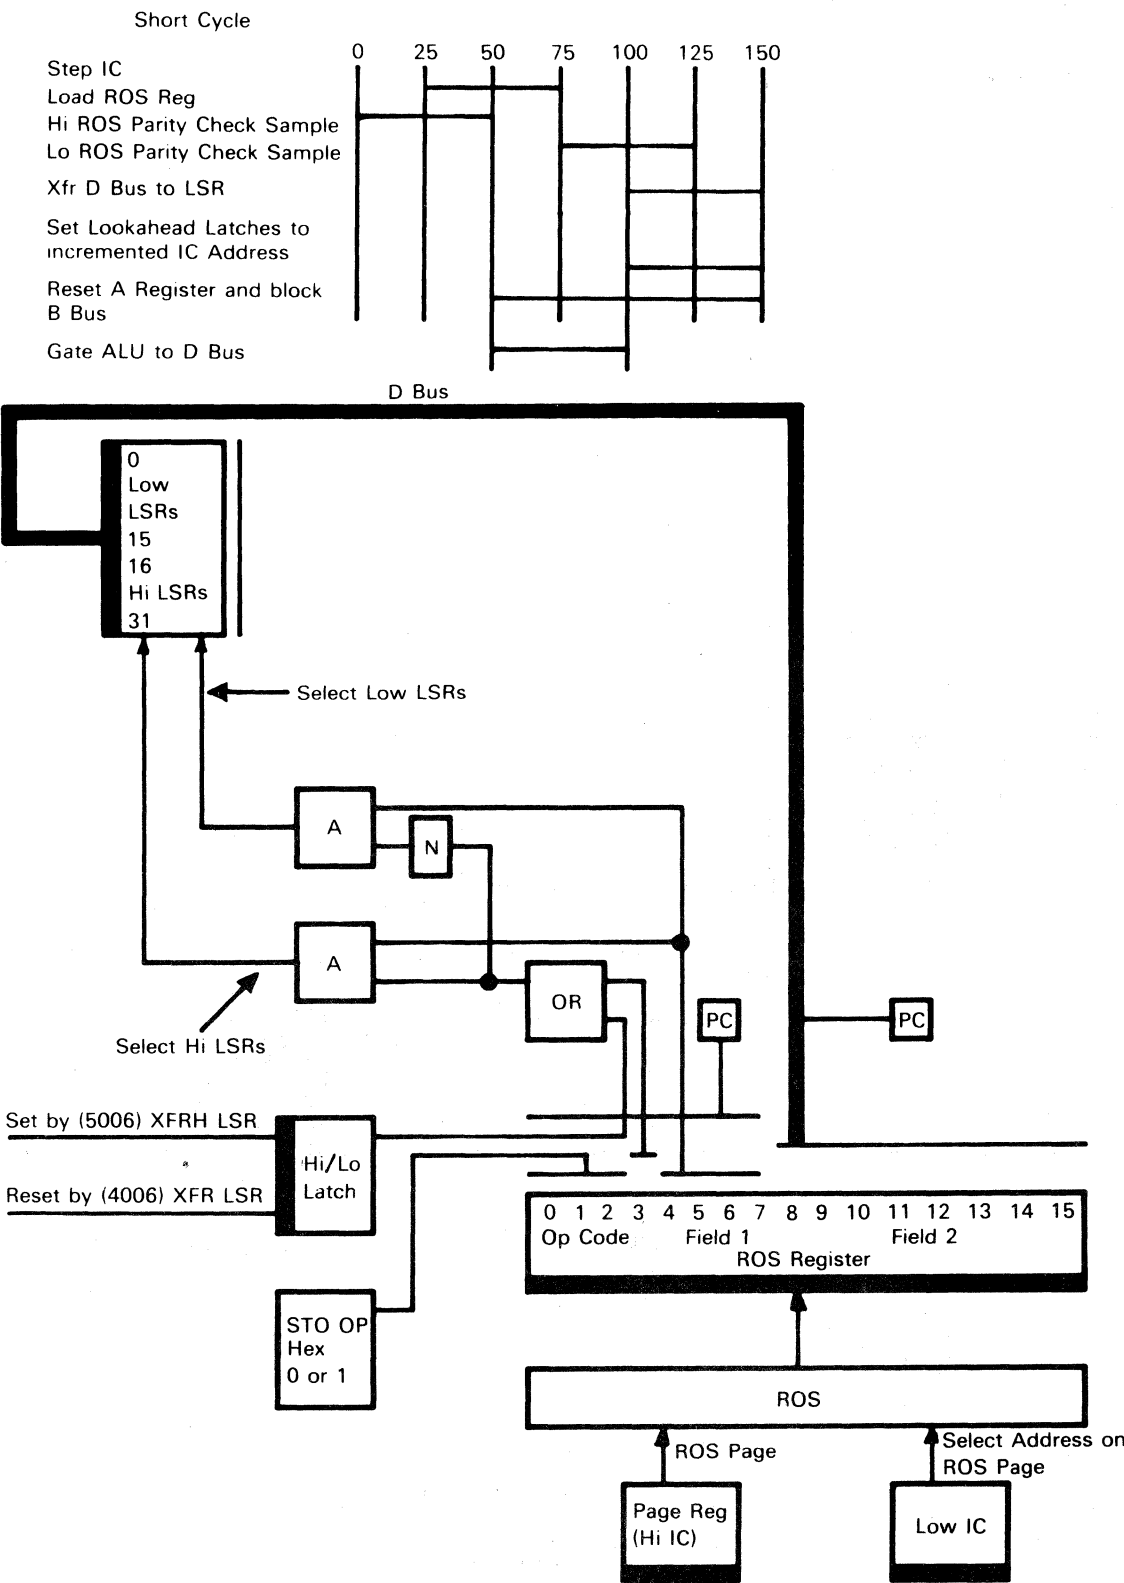 Short Cycle
0 25 50 75 100 125 150
Step IC
Load ROS Reg
Hi ROS Parity Check Sample
Lo ROS Parity Check Sample
Xfr D Bus to LSR
Set Lookahead Latches to
incremented IC Address
Reset A Register and block
B Bus
Gate ALU to D Bus
D Bus
0
Low
LSRs
15
16
Hi LSRs
31
Select Low LSRs
A
N
A
OR
PC
PC
Select Hi LSRs
Set by (5006) XFRH LSR
Hi/Lo
Latch
Reset by (4006) XFR LSR
0 1 2 3 4 5 6 7 8 9 10 11 12 13 14 15
Op Code Field 1 Field 2
ROS Register
STO OP
Hex
0 or 1
ROS
ROS Page
Select Address on
ROS Page
Page Reg
(Hi IC)
Low IC